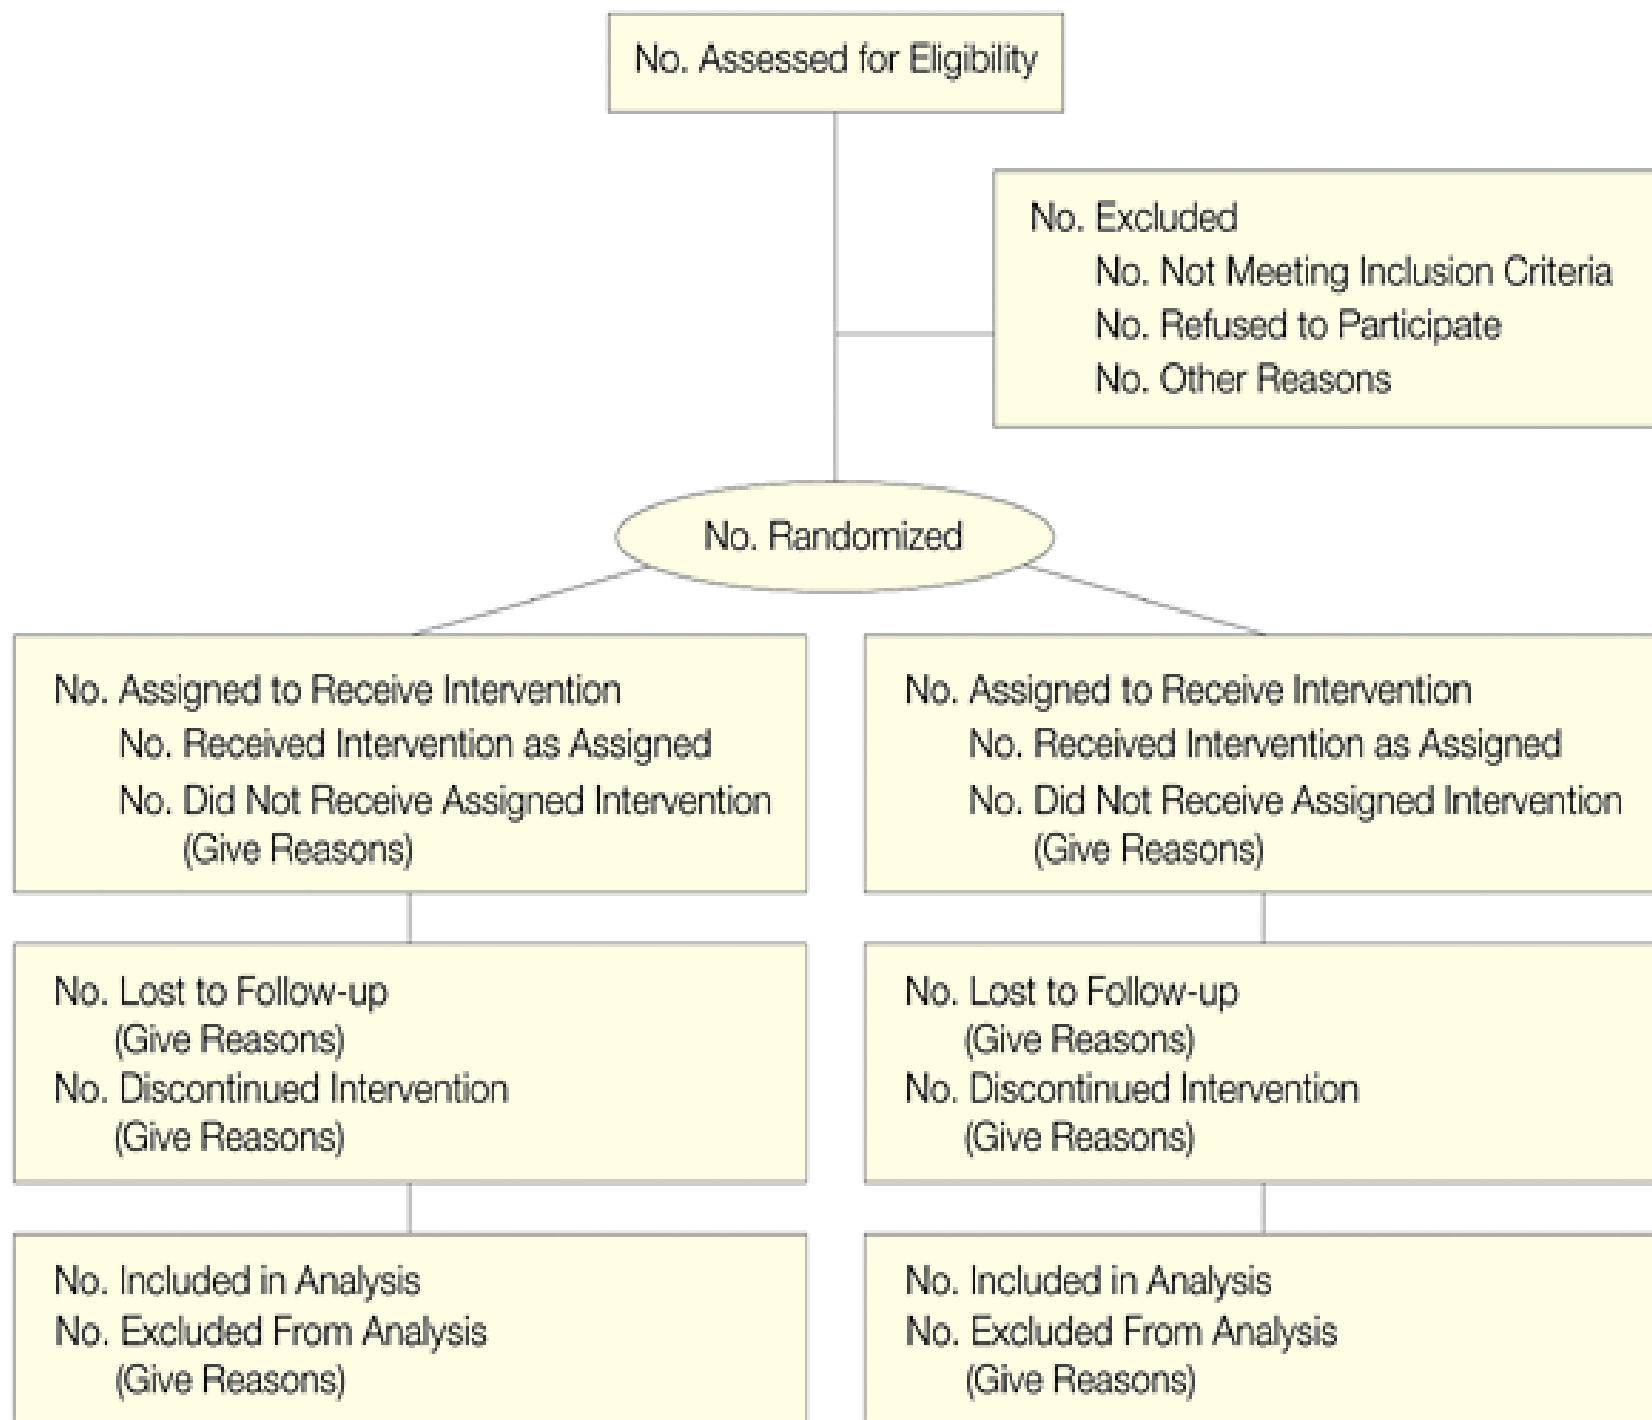 No. Assessed for Eligibility
No. Excluded
No. Not Meeting Inclusion Criteria
No. Refused to Participate
No. Other Reasons
No. Randomized
No. Assigned to Receive Intervention
No. Received Intervention as Assigned
No. Did Not Receive Assigned Intervention
(Give Reasons)
No. Assigned to Receive Intervention
No. Received Intervention as Assigned
No. Did Not Receive Assigned Intervention
(Give Reasons)
No. Lost to Follow-up
(Give Reasons)
No. Discontinued Intervention
(Give Reasons)
No. Lost to Follow-up
(Give Reasons)
No. Discontinued Intervention
(Give Reasons)
No. Included in Analysis
No. Excluded From Analysis
(Give Reasons)
No. Included in Analysis
No. Excluded From Analysis
(Give Reasons)